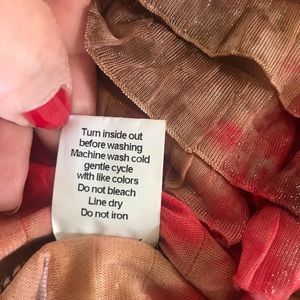 Turn inside out
before washing
Machine wash cold
gentle cycle
with like colors
Do not bleach
Line dry
Do not iron